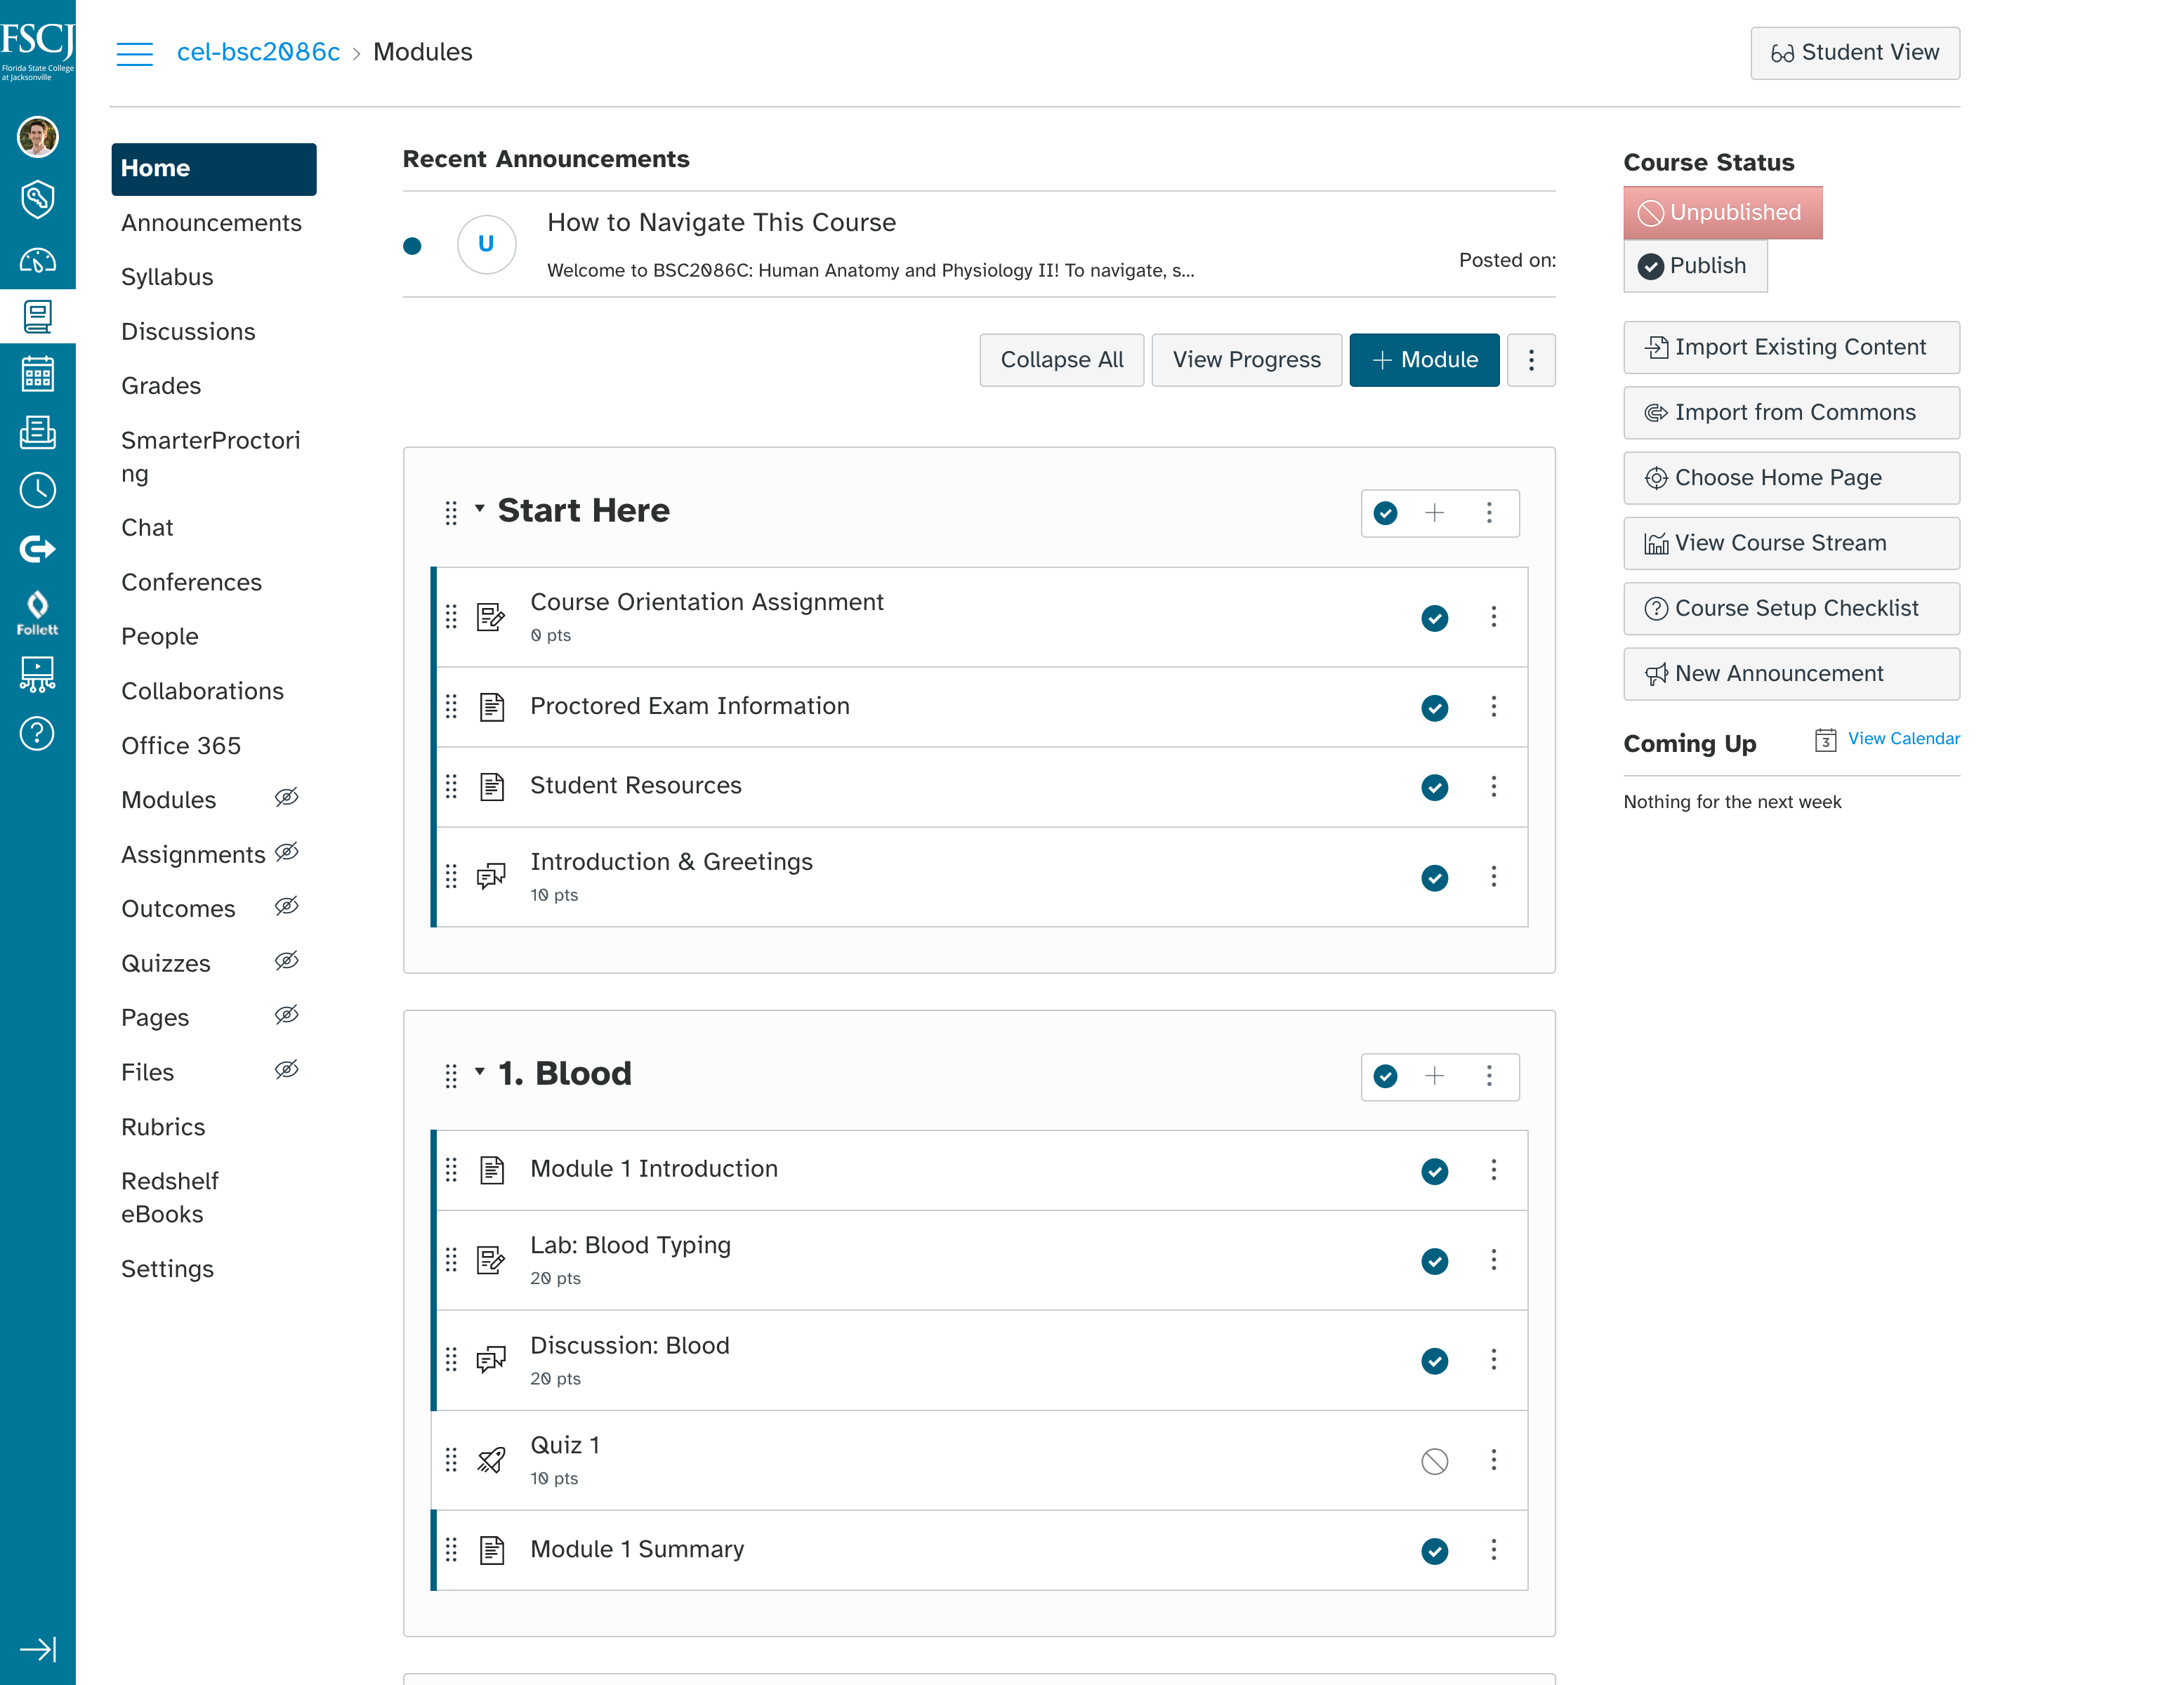 FSCJ
Florida State College
at Jacksonville
Follett
cel-bsc2086c › Modules
Student View
Home
Announcements
Syllabus
Discussions
Grades
SmarterProctori
ng
Chat
Conferences
People
Collaborations
Office 365
Modules
Assignments
Outcomes
Quizzes
Pages
Files
Rubrics
Redshelf
eBooks
Settings
Recent Announcements
U
How to Navigate This Course
Welcome to BSC2086C: Human Anatomy and Physiology II! To navigate, s...
Posted on:
Collapse All
View Progress
+ Module
Start Here
Course Orientation Assignment
0 pts
Proctored Exam Information
Student Resources
Introduction & Greetings
10 pts
1. Blood
Module 1 Introduction
Lab: Blood Typing
20 pts
Discussion: Blood
20 pts
Quiz 1
10 pts
Module 1 Summary
Course Status
Unpublished
Publish
Import Existing Content
Import from Commons
Choose Home Page
View Course Stream
Course Setup Checklist
New Announcement
Coming Up
3 View Calendar
Nothing for the next week